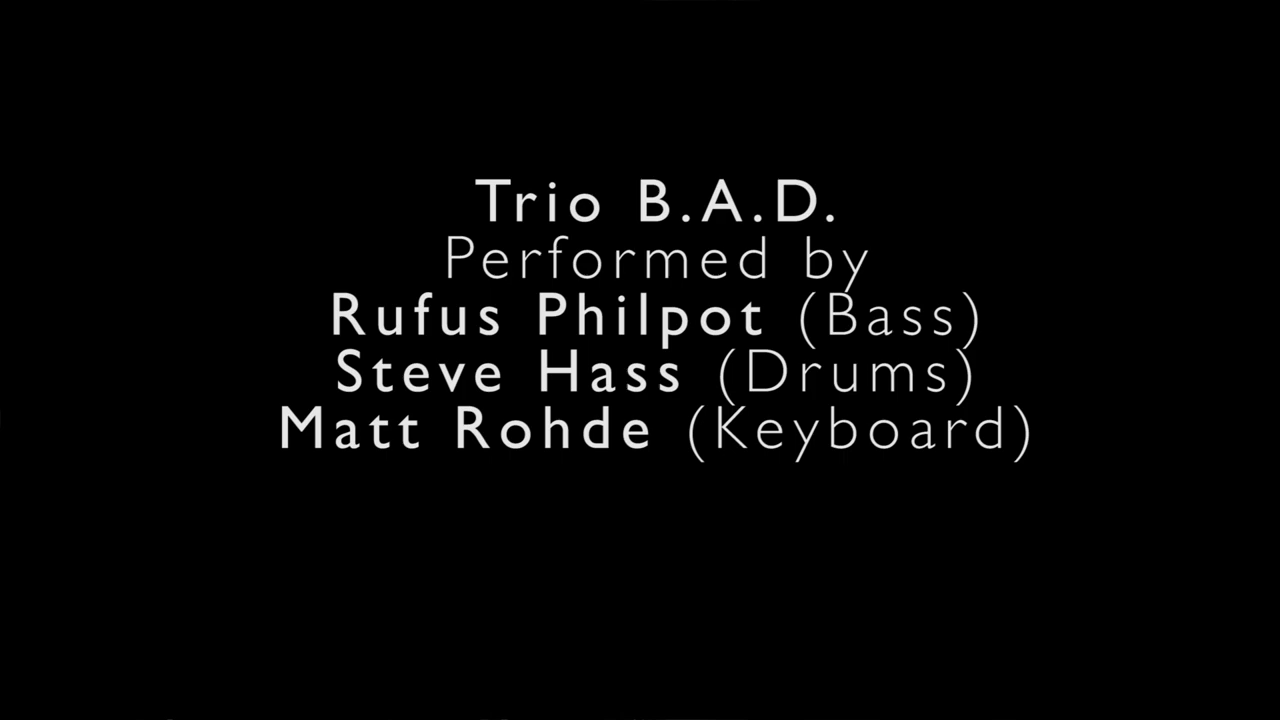 Trio B.A.D.
Performed by
Rufus Philpot (Bass)
Steve Hass (Drums)
Matt Rohde (Keyboard)